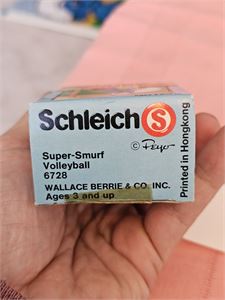 Schleich S
© Peyo
Super-Smurf
Volleyball
6728
WALLACE BERRIE & CO. INC.
Ages 3 and up
Printed in Hongkong